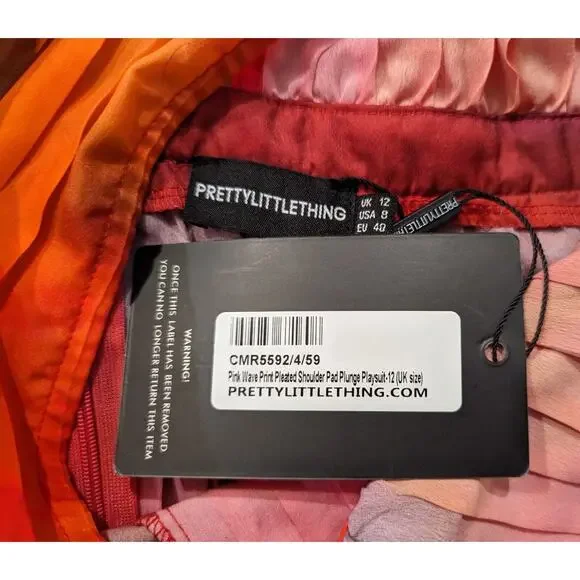 PRETTYLITTLETHING
UK 12
USA 8
EU 40
PRETTYLITTLETHING
WARNING!
ONCE THIS LABEL HAS BEEN REMOVED
YOU CAN NO LONGER RETURN THIS ITEM
CMR5592/4/59
Pink Wave Print Pleated Shoulder Pad Plunge Playsuit-12 (UK size)
PRETTYLITTLETHING.COM